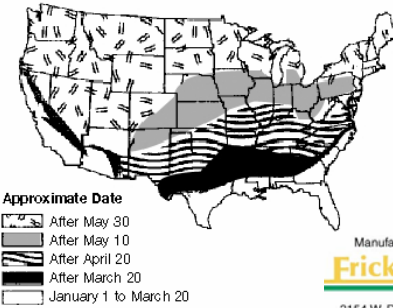 Approximate Date
After May 30
After May 10
After April 20
After March 20
January 1 to March 20
Manufa
Frick